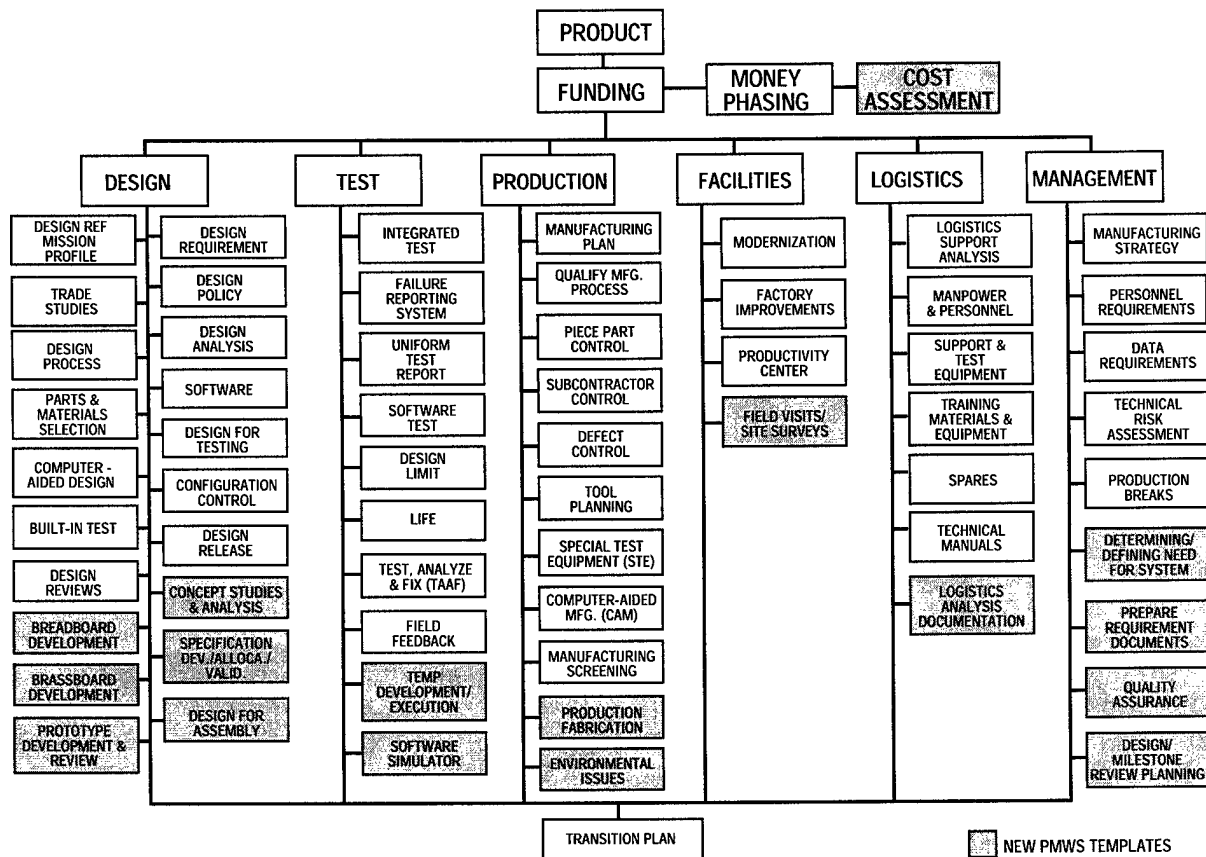 PRODUCT
FUNDING
MONEY
PHASING
COST
ASSESSMENT
DESIGN
TEST
PRODUCTION
FACILITIES
LOGISTICS
MANAGEMENT
DESIGN REF
MISSION
PROFILE
TRADE
STUDIES
DESIGN
PROCESS
PARTS &
MATERIALS
SELECTION
COMPUTER -
AIDED DESIGN
BUILT-IN TEST
DESIGN
REVIEWS
BREADBOARD
DEVELOPMENT
BRASSBOARD
DEVELOPMENT
PROTOTYPE
DEVELOPMENT &
REVIEW
DESIGN
REQUIREMENT
DESIGN
POLICY
DESIGN
ANALYSIS
SOFTWARE
DESIGN FOR
TESTING
CONFIGURATION
CONTROL
DESIGN
RELEASE
CONCEPT STUDIES
& ANALYSIS
SPECIFICATION
DEV./ALLOCA./
VALID.
DESIGN FOR
ASSEMBLY
INTEGRATED
TEST
FAILURE
REPORTING
SYSTEM
UNIFORM
TEST
REPORT
SOFTWARE
TEST
DESIGN
LIMIT
LIFE
TEST, ANALYZE
& FIX (TAAF)
FIELD
FEEDBACK
TEMP
DEVELOPMENT/
EXECUTION
SOFTWARE
SIMULATOR
MANUFACTURING
PLAN
QUALIFY MFG.
PROCESS
PIECE PART
CONTROL
SUBCONTRACTOR
CONTROL
DEFECT
CONTROL
TOOL
PLANNING
SPECIAL TEST
EQUIPMENT (STE)
COMPUTER-AIDED
MFG. (CAM)
MANUFACTURING
SCREENING
PRODUCTION
FABRICATION
ENVIRONMENTAL
ISSUES
MODERNIZATION
FACTORY
IMPROVEMENTS
PRODUCTIVITY
CENTER
FIELD VISITS/
SITE SURVEYS
LOGISTICS
SUPPORT
ANALYSIS
MANPOWER
& PERSONNEL
SUPPORT &
TEST
EQUIPMENT
TRAINING
MATERIALS &
EQUIPMENT
SPARES
TECHNICAL
MANUALS
LOGISTICS
ANALYSIS
DOCUMENTATION
MANUFACTURING
STRATEGY
PERSONNEL
REQUIREMENTS
DATA
REQUIREMENTS
TECHNICAL
RISK
ASSESSMENT
PRODUCTION
BREAKS
DETERMINING/
DEFINING NEED
FOR SYSTEM
PREPARE
REQUIREMENT
DOCUMENTS
QUALITY
ASSURANCE
DESIGN/
MILESTONE
REVIEW PLANNING
TRANSITION PLAN
NEW PMWS TEMPLATES